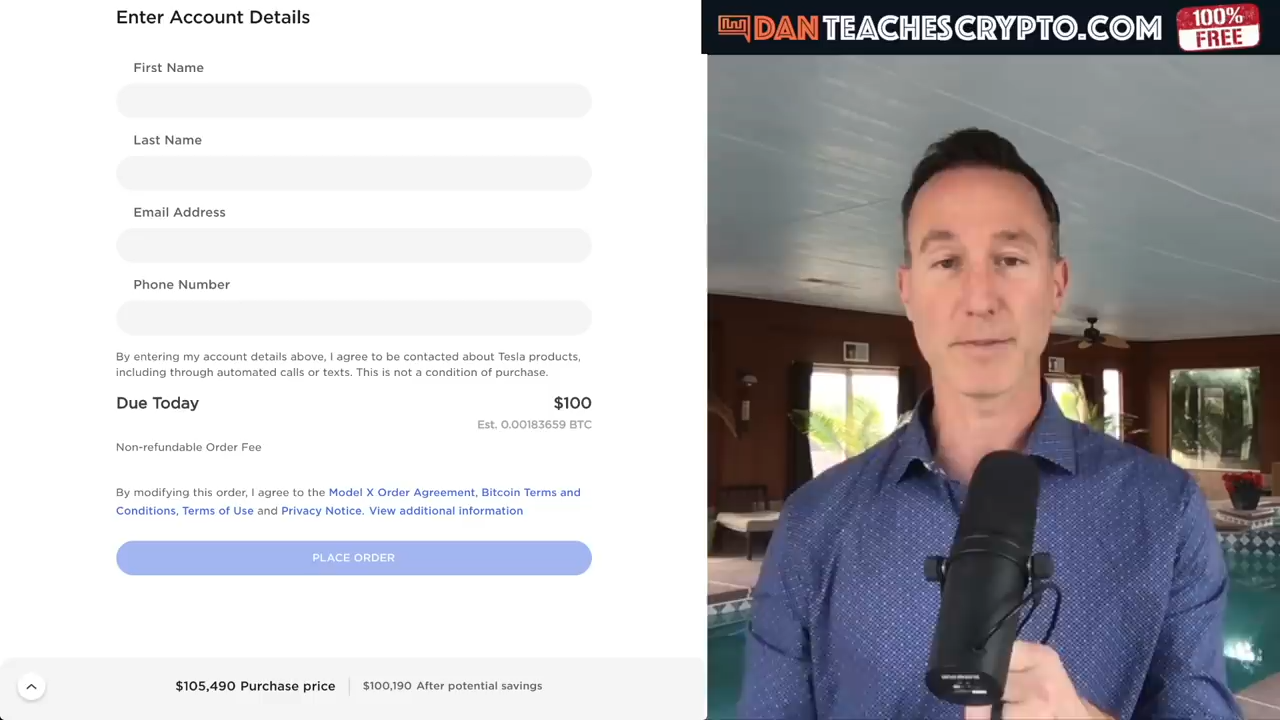 Enter Account Details
First Name
Last Name
Email Address
Phone Number
By entering my account details above, I agree to be contacted about Tesla products,
including through automated calls or texts. This is not a condition of purchase.
Due Today $100
Est. 0.00183659 BTC
Non-refundable Order Fee
By modifying this order, I agree to the Model X Order Agreement, Bitcoin Terms and
Conditions, Terms of Use and Privacy Notice. View additional information
PLACE ORDER
$105,490 Purchase price
$100,190 After potential savings
DANTEACHESCRYPTO.COM
100%
FREE